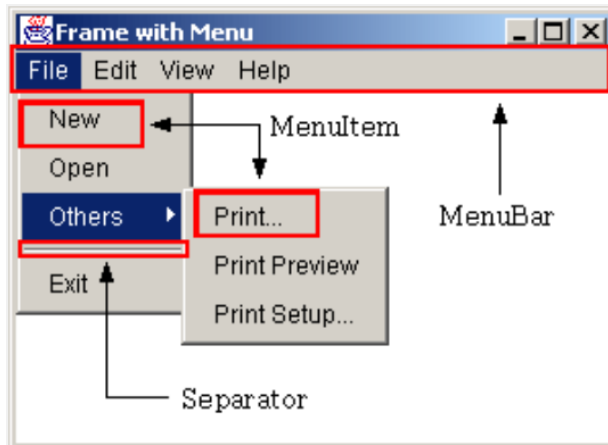 Frame with Menu
File Edit View Help
New
MenuItem
Open
Others
Print...
MenuBar
Print Preview
Exit
Print Setup...
Separator